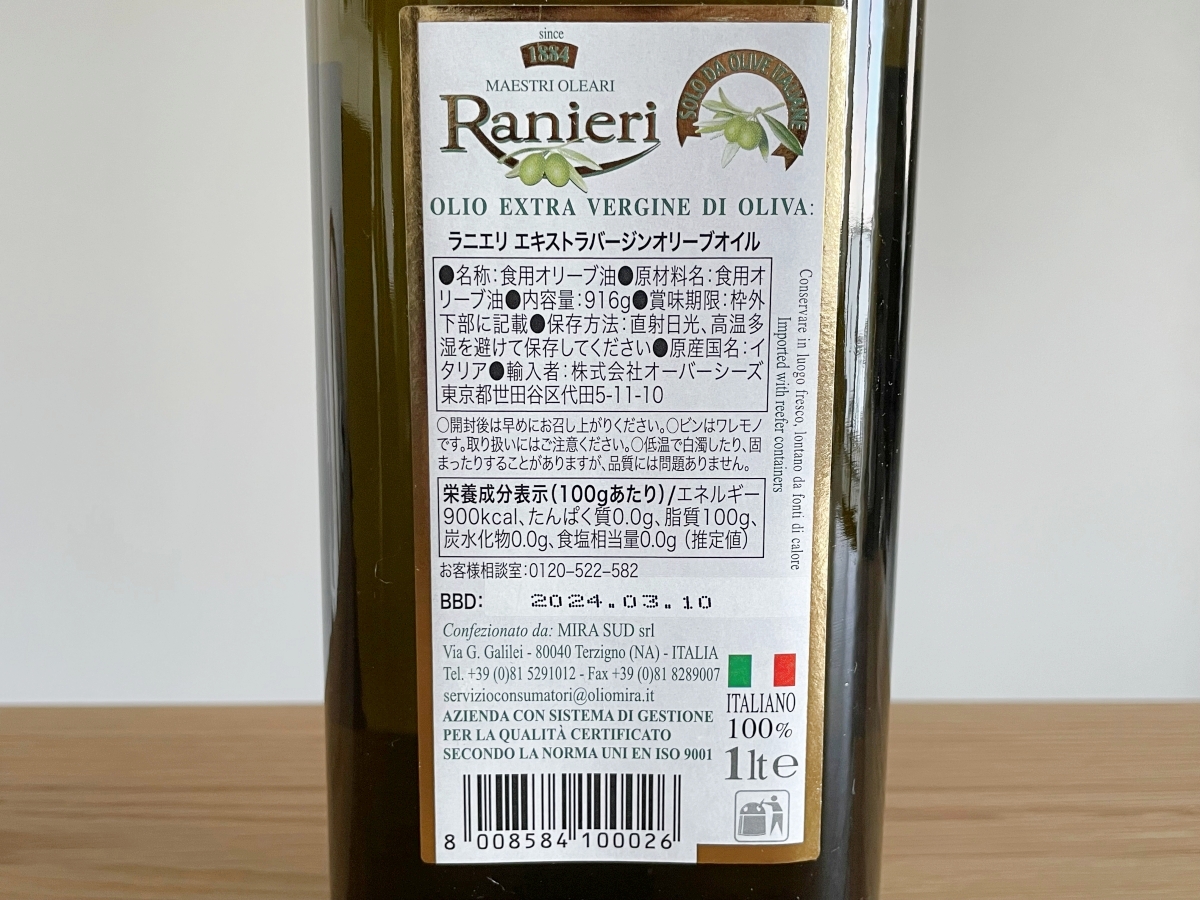 since
1884
MAESTRI OLEARI
Ranieri
SOLO DA OLIVE ITALIANE
OLIO EXTRA VERGINE DI OLIVA:
ラニエリ エキストラバージンオリーブオイル
●名称:食用オリーブ油●原材料名:食用オ
リーブ油●内容量:916g●賞味期限:枠外
下部に記載●保存方法:直射日光、高温多
湿を避けて保存してください●原産国名:イ
タリア●輸入者:株式会社オーバーシーズ
東京都世田谷区代田5-11-10
○開封後は早めにお召し上がりください。○ビンはワレモノ
です。取り扱いにはご注意ください。○低温で白濁したり、固
まったりすることがありますが、品質には問題ありません。
栄養成分表示(100gあたり)/エネルギー
900kcal、たんぱく質0.0g、脂質100g、
炭水化物0.0g、食塩相当量0.0g(推定値)
お客様相談室:0120-522-582
BBD: 2024.03.10
Conservare in luogo fresco, lontano da fonti di calore
Imported with reefer containers
Confezionato da: MIRA SUD srl
Via G. Galilei - 80040 Terzigno (NA) - ITALIA
Tel. +39 (0)81 5291012 - Fax +39 (0)81 8289007
servizioconsumatori@oliomira.it
AZIENDA CON SISTEMA DI GESTIONE
PER LA QUALITÀ CERTIFICATO
SECONDO LA NORMA UNI EN ISO 9001
ITALIANO
100%
1lt e
8 008584 100026